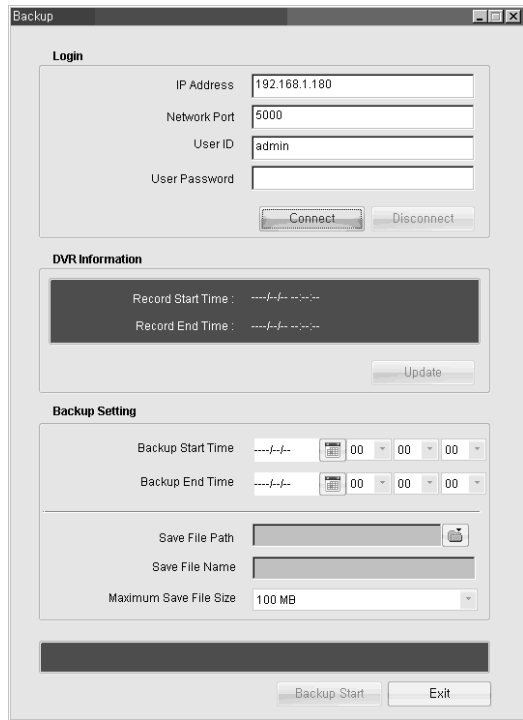 Backup
Login
IP Address 192.168.1.180
Network Port 5000
User ID admin
User Password
Connect Disconnect
DVR Information
Record Start Time : ----/--/-- --:--:--
Record End Time : ----/--/-- --:--:--
Update
Backup Setting
Backup Start Time ----/--/-- 00 00 00
Backup End Time ----/--/-- 00 00 00
Save File Path
Save File Name
Maximum Save File Size 100 MB
Backup Start Exit